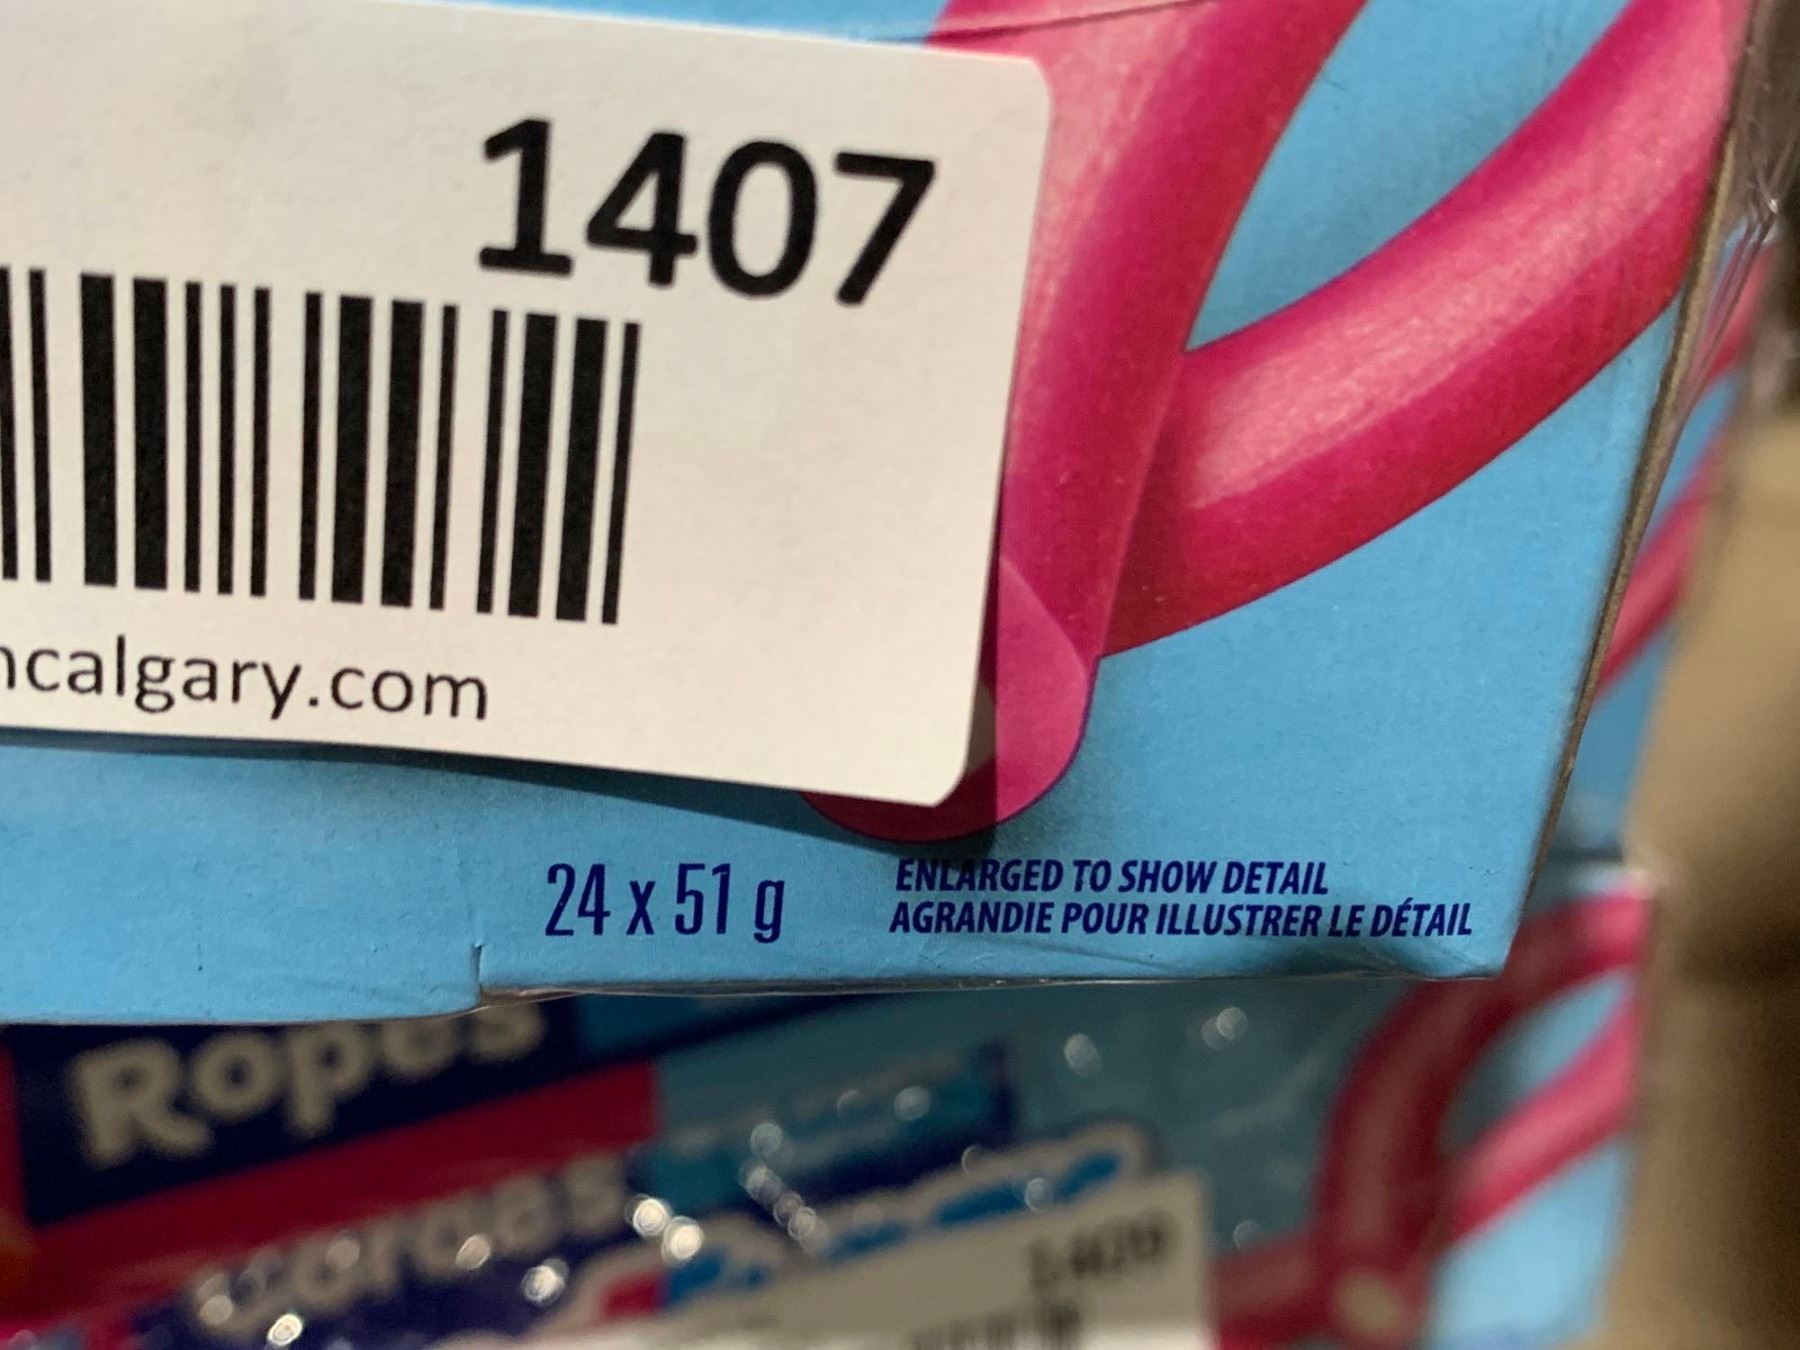 1407
ncalgary.com
24 x 51 g
ENLARGED TO SHOW DETAIL
AGRANDIE POUR ILLUSTRER LE DÉTAIL
Ropes